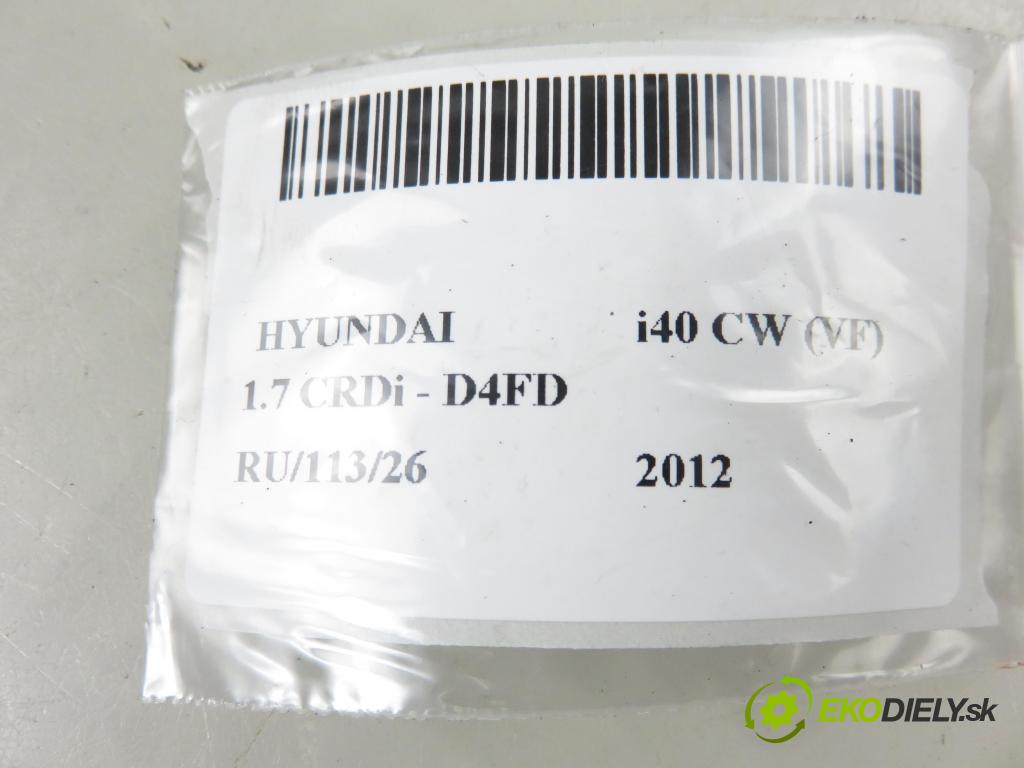 HYUNDAI i40 CW (VF)
1.7 CRDi - D4FD
RU/113/26 2012
EKODIELY.sk